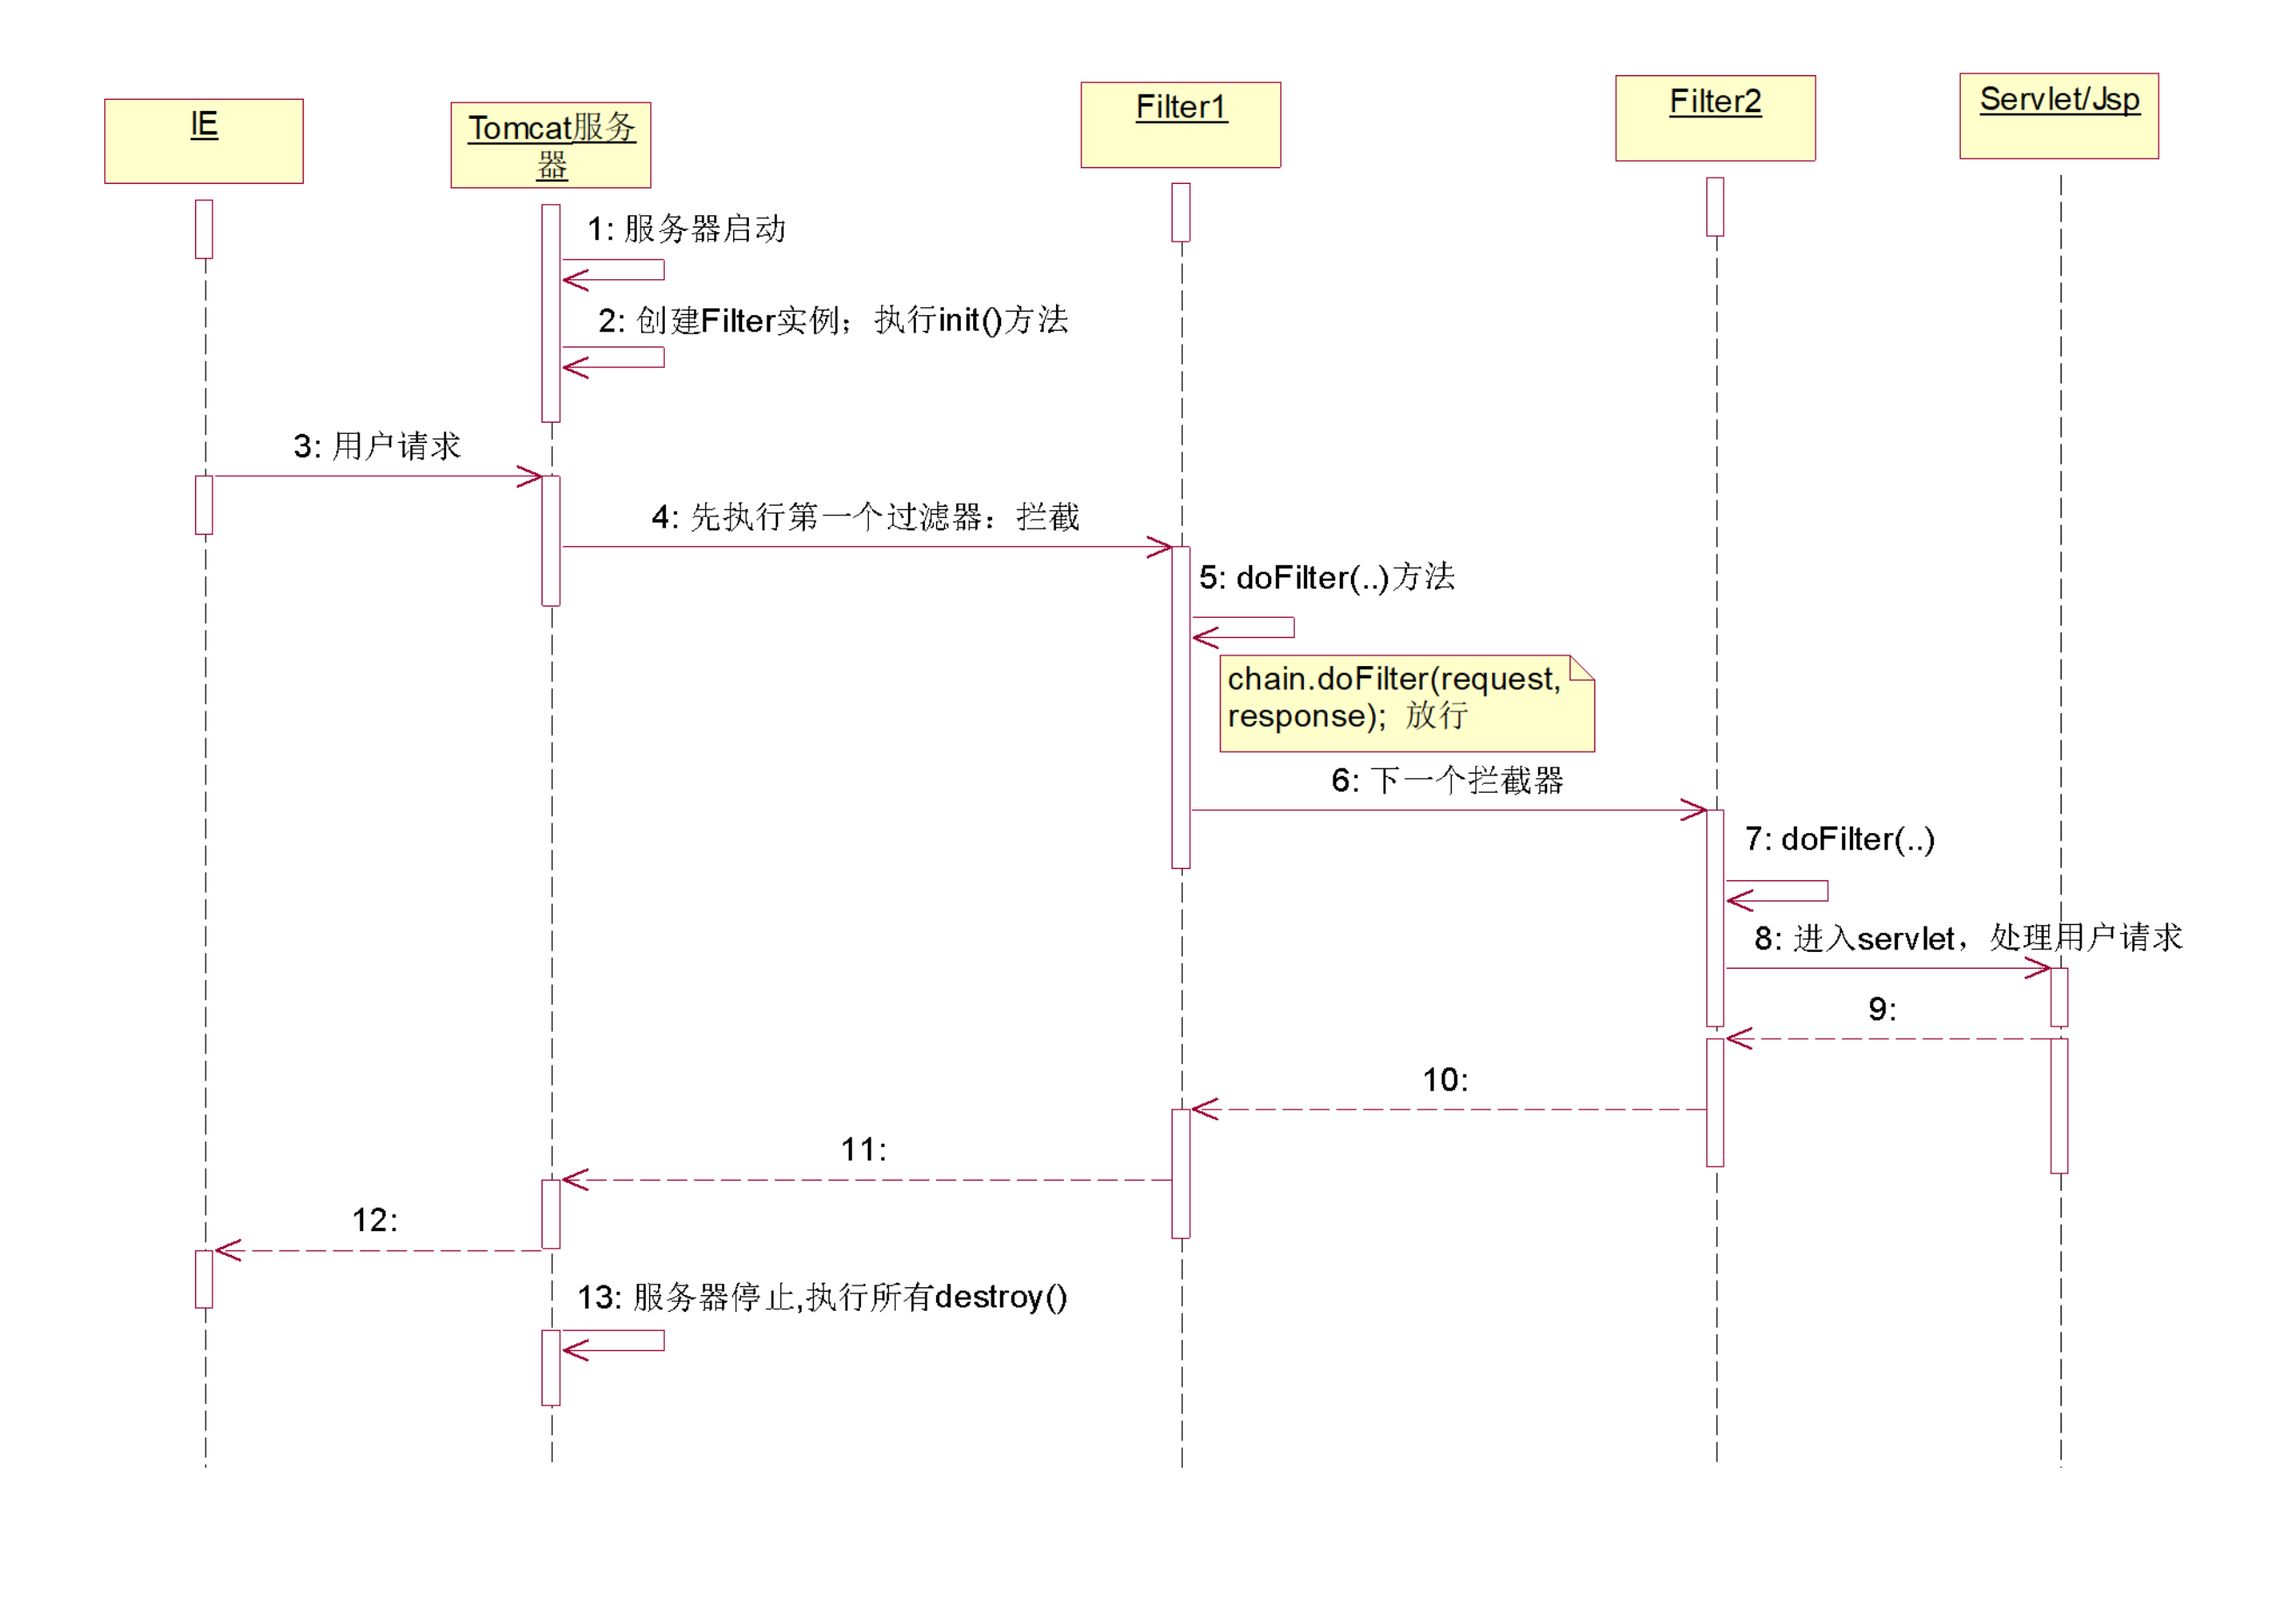 IE
Tomcat服务
器
Filter1
Filter2
Servlet/Jsp
1: 服务器启动
2: 创建Filter实例；执行init()方法
3: 用户请求
4: 先执行第一个过滤器：拦截
5: doFilter(..)方法
chain.doFilter(request,
response); 放行
6: 下一个拦截器
7: doFilter(..)
8: 进入servlet，处理用户请求
9:
10:
11:
12:
13: 服务器停止,执行所有destroy()